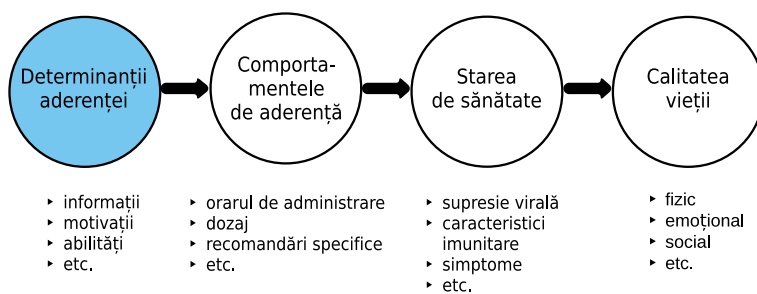 Determinanții
aderenței
Comporta-
mentele
de aderență
Starea
de sănătate
Calitatea
vieții
‣ informații
‣ motivații
‣ abilități
‣ etc.
‣ orarul de administrare
‣ dozaj
‣ recomandări specifice
‣ etc.
‣ supresie virală
‣ caracteristici
imunitare
‣ simptome
‣ etc.
‣ fizic
‣ emoțional
‣ social
‣ etc.